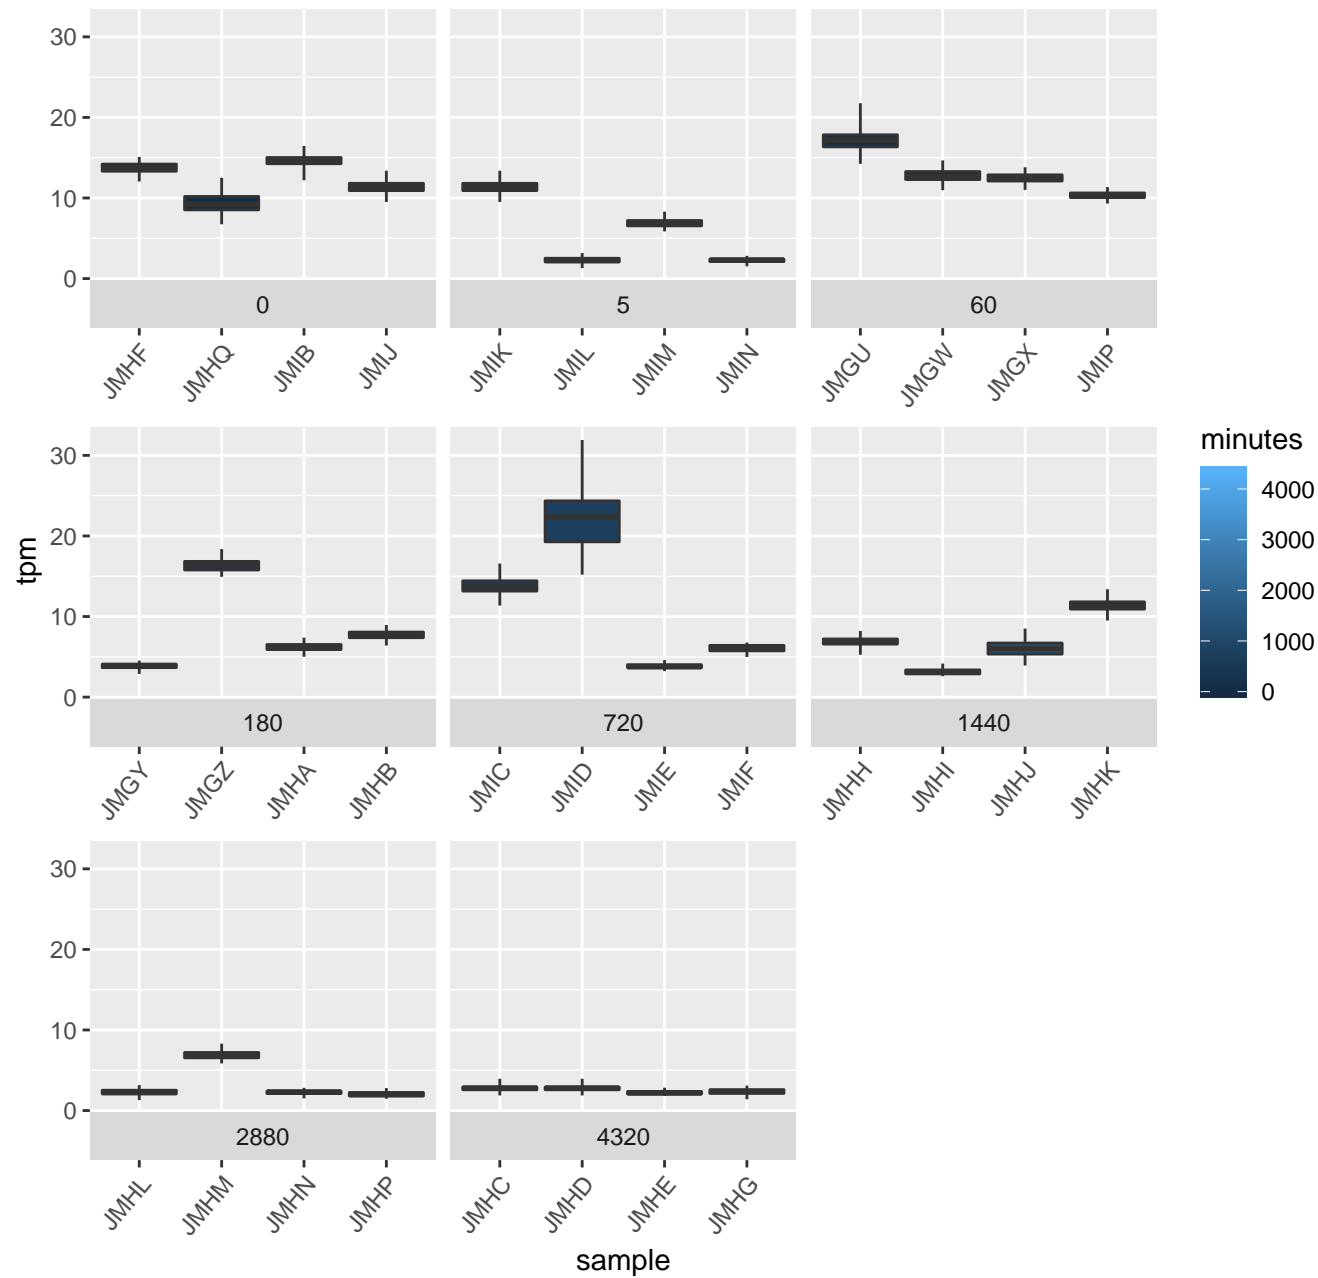 30
20
10
0
0
5
60
JMHF JMHQ JMIB JMIJ
JMIK JMIL JMIM JMIN
JMGU JMGW JMGX JMIP
tpm
30
20
10
0
180
720
1440
JMGY JMGZ JMHA JMHB
JMIC JMID JMIE JMIF
JMHH JMHI JMHJ JMHK
30
20
10
0
2880
4320
JMHL JMHM JMHN JMHP
JMHC JMHD JMHE JMHG
sample
minutes
4000
3000
2000
1000
0